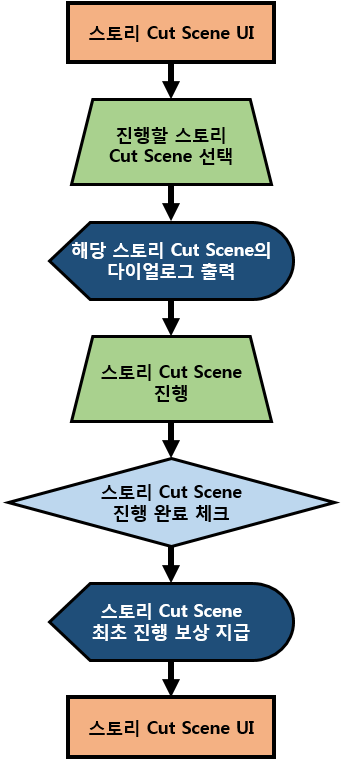 스토리 Cut Scene UI
진행할 스토리
Cut Scene 선택
해당 스토리 Cut Scene의
다이얼로그 출력
스토리 Cut Scene
진행
스토리 Cut Scene
진행 완료 체크
스토리 Cut Scene
최초 진행 보상 지급
스토리 Cut Scene UI